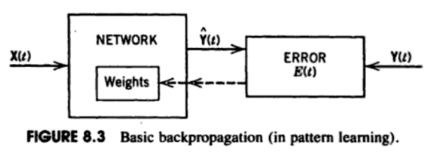 NETWORK
X(t)
Ŷ(t)
ERROR
E(t)
Y(t)
Weights
FIGURE 8.3 Basic backpropagation (in pattern learning).